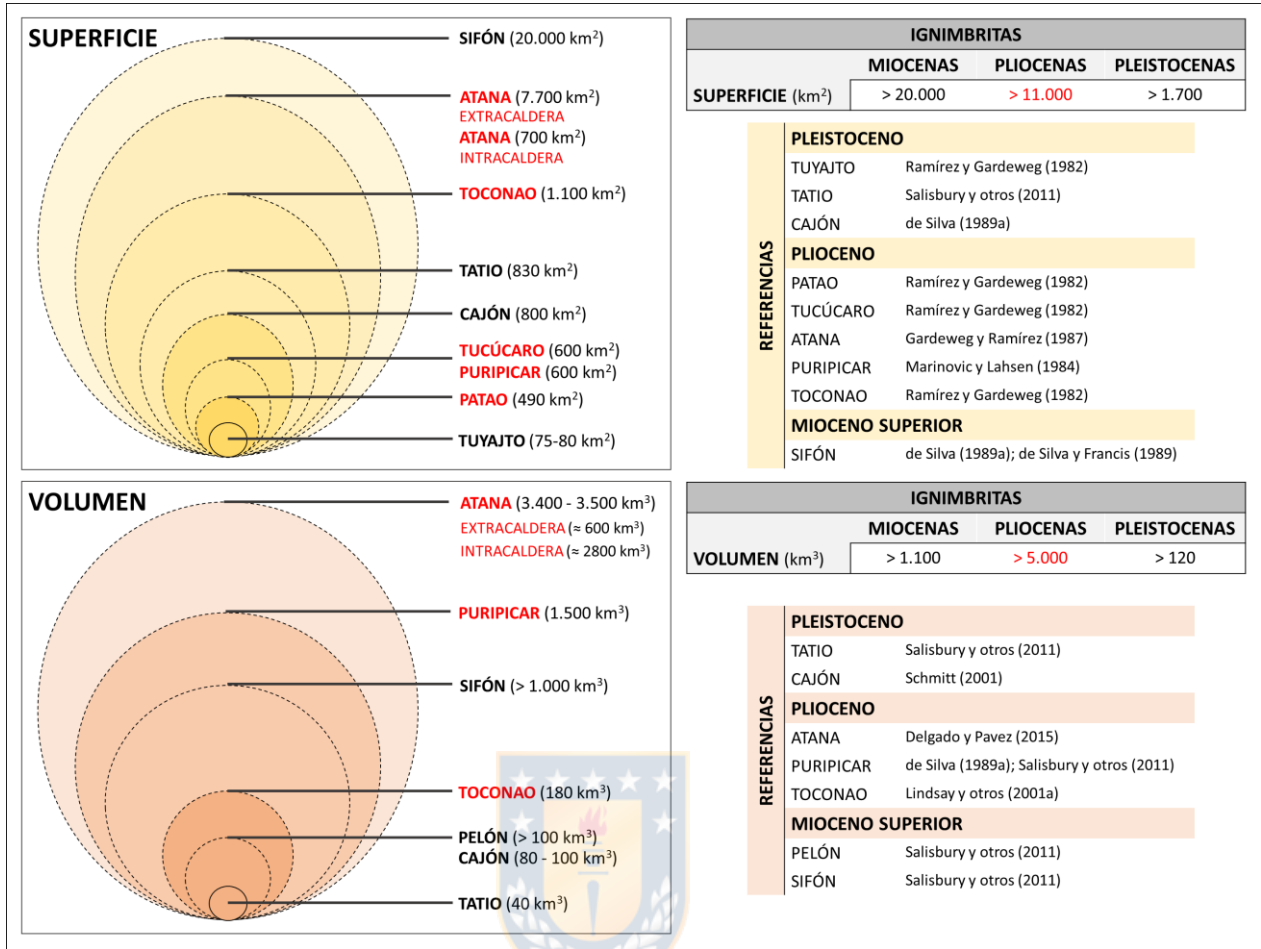 SUPERFICIE
SIFÓN (20.000 km²)
ATANA (7.700 km²)
EXTRACALDERA
ATANA (700 km²)
INTRACALDERA
TOCONAO (1.100 km²)
TATIO (830 km²)
CAJÓN (800 km²)
TUCÚCARO (600 km²)
PURIPICAR (600 km²)
PATAO (490 km²)
TUYAJTO (75-80 km²)
IGNIMBRITAS
MIOCENAS PLIOCENAS PLEISTOCENAS
SUPERFICIE (km²) > 20.000 > 11.000 > 1.700
REFERENCIAS
PLEISTOCENO
TUYAJTO Ramírez y Gardeweg (1982)
TATIO Salisbury y otros (2011)
CAJÓN de Silva (1989a)
PLIOCENO
PATAO Ramírez y Gardeweg (1982)
TUCÚCARO Ramírez y Gardeweg (1982)
ATANA Gardeweg y Ramírez (1987)
PURIPICAR Marinovic y Lahsen (1984)
TOCONAO Ramírez y Gardeweg (1982)
MIOCENO SUPERIOR
SIFÓN de Silva (1989a); de Silva y Francis (1989)
VOLUMEN
ATANA (3.400 - 3.500 km³)
EXTRACALDERA (≈ 600 km³)
INTRACALDERA (≈ 2800 km³)
PURIPICAR (1.500 km³)
SIFÓN (> 1.000 km³)
TOCONAO (180 km³)
PELÓN (> 100 km³)
CAJÓN (80 - 100 km³)
TATIO (40 km³)
IGNIMBRITAS
MIOCENAS PLIOCENAS PLEISTOCENAS
VOLUMEN (km³) > 1.100 > 5.000 > 120
REFERENCIAS
PLEISTOCENO
TATIO Salisbury y otros (2011)
CAJÓN Schmitt (2001)
PLIOCENO
ATANA Delgado y Pavez (2015)
PURIPICAR de Silva (1989a); Salisbury y otros (2011)
TOCONAO Lindsay y otros (2001a)
MIOCENO SUPERIOR
PELÓN Salisbury y otros (2011)
SIFÓN Salisbury y otros (2011)